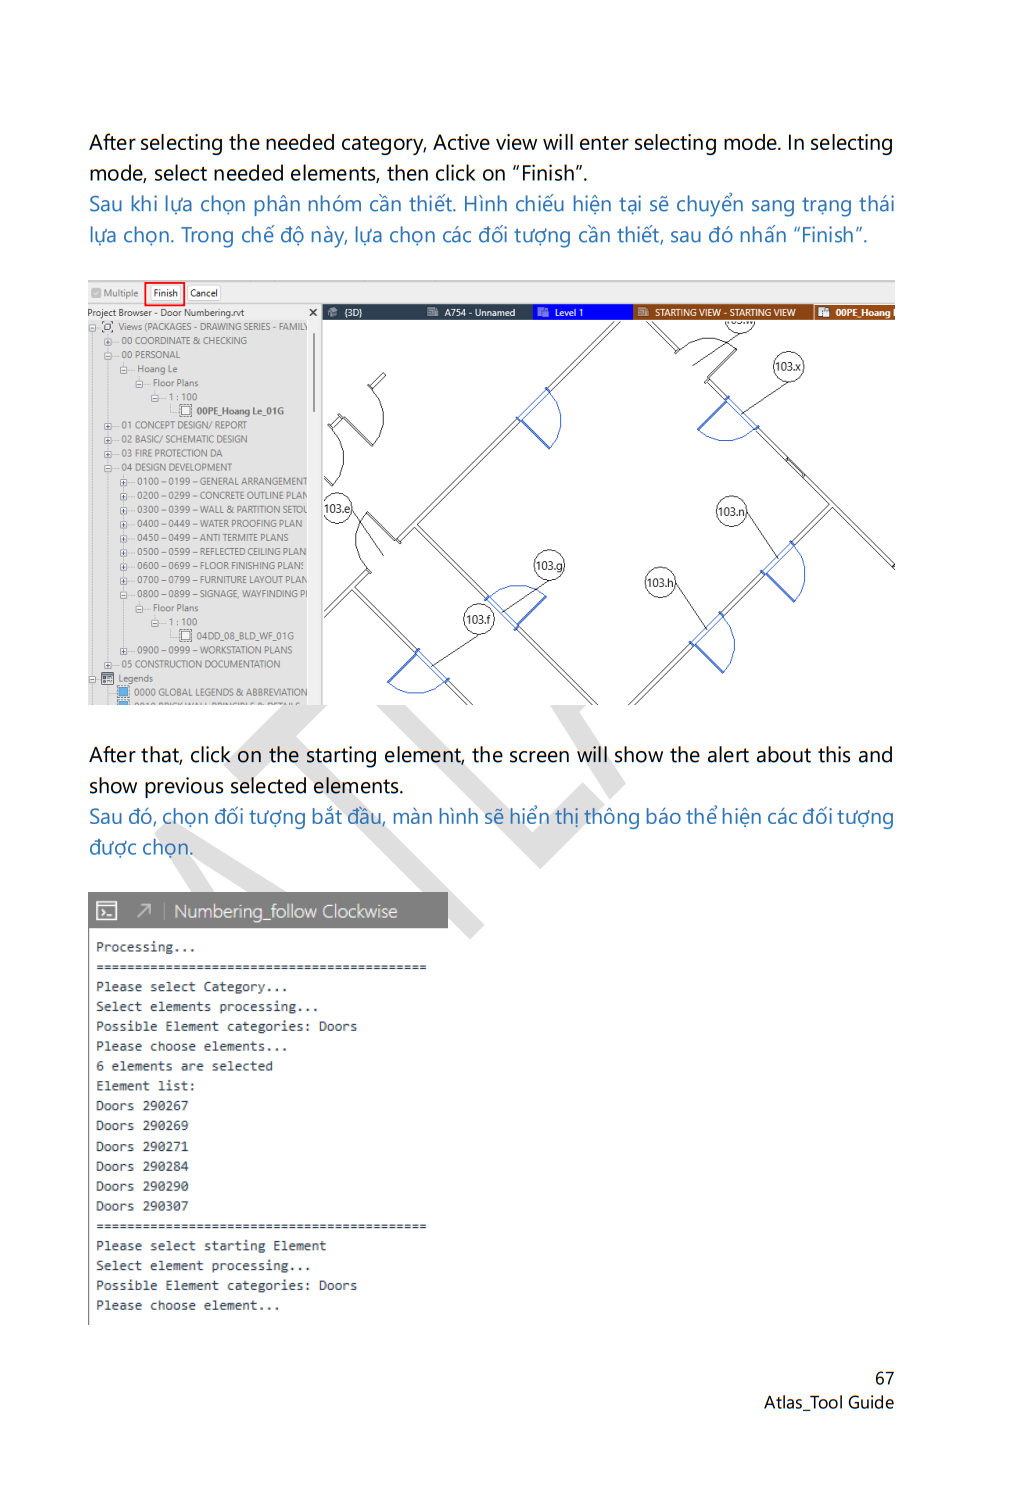 After selecting the needed category, Active view will enter selecting mode. In selecting
mode, select needed elements, then click on “Finish”.
Sau khi lựa chọn phân nhóm cần thiết. Hình chiếu hiện tại sẽ chuyển sang trạng thái
lựa chọn. Trong chế độ này, lựa chọn các đối tượng cần thiết, sau đó nhấn “Finish”.
Multiple Finish Cancel
Project Browser - Door Numbering.rvt
{3D} A754 - Unnamed Level 1 STARTING VIEW - STARTING VIEW 00PE_Hoang
Views (PACKAGES - DRAWING SERIES - FAMILY
00 COORDINATE & CHECKING
00 PERSONAL
Hoang Le
Floor Plans
1 : 100
00PE_Hoang Le_01G
01 CONCEPT DESIGN/ REPORT
02 BASIC/ SCHEMATIC DESIGN
03 FIRE PROTECTION DA
04 DESIGN DEVELOPMENT
0100 – 0199 – GENERAL ARRANGEMENT
0200 – 0299 – CONCRETE OUTLINE PLAN
0300 – 0399 – WALL & PARTITION SETOU
0400 – 0449 – WATER PROOFING PLAN
0450 – 0499 – ANTI TERMITE PLANS
0500 – 0599 – REFLECTED CEILING PLAN
0600 – 0699 – FLOOR FINISHING PLANS
0700 – 0799 – FURNITURE LAYOUT PLAN
0800 – 0899 – SIGNAGE, WAYFINDING PL
Floor Plans
1 : 100
04DD_08_BLD_WF_01G
0900 – 0999 – WORKSTATION PLANS
05 CONSTRUCTION DOCUMENTATION
Legends
0000 GLOBAL LEGENDS & ABBREVIATION
0010 BRICK WALL PRINCIPLE & DETAILS
103.w
103.x
103.e
103.n
103.g
103.h
103.f
After that, click on the starting element, the screen will show the alert about this and
show previous selected elements.
Sau đó, chọn đối tượng bắt đầu, màn hình sẽ hiển thị thông báo thể hiện các đối tượng
được chọn.
ATLA
Numbering_follow Clockwise
Processing...
===========================================
Please select Category...
Select elements processing...
Possible Element categories: Doors
Please choose elements...
6 elements are selected
Element list:
Doors 290267
Doors 290269
Doors 290271
Doors 290284
Doors 290290
Doors 290307
===========================================
Please select starting Element
Select element processing...
Possible Element categories: Doors
Please choose element...
67
Atlas_Tool Guide